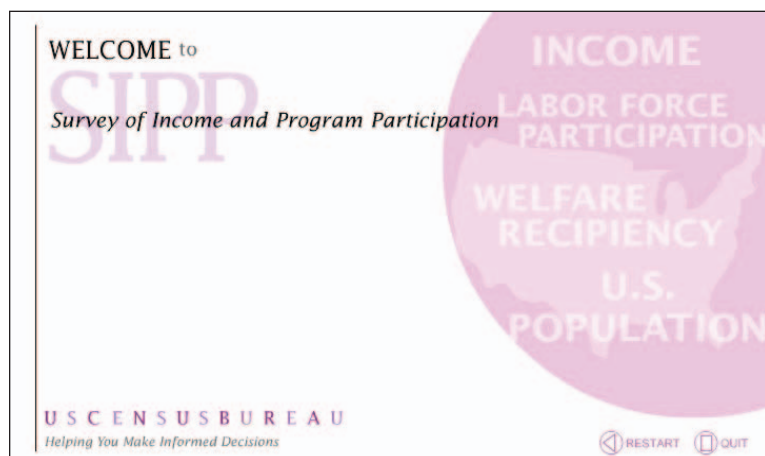 WELCOME to
SIPP
Survey of Income and Program Participation
INCOME
LABOR FORCE
PARTICIPATION
WELFARE
RECIPIENCY
U.S.
POPULATION
USCENSUSBUREAU
Helping You Make Informed Decisions
RESTART QUIT